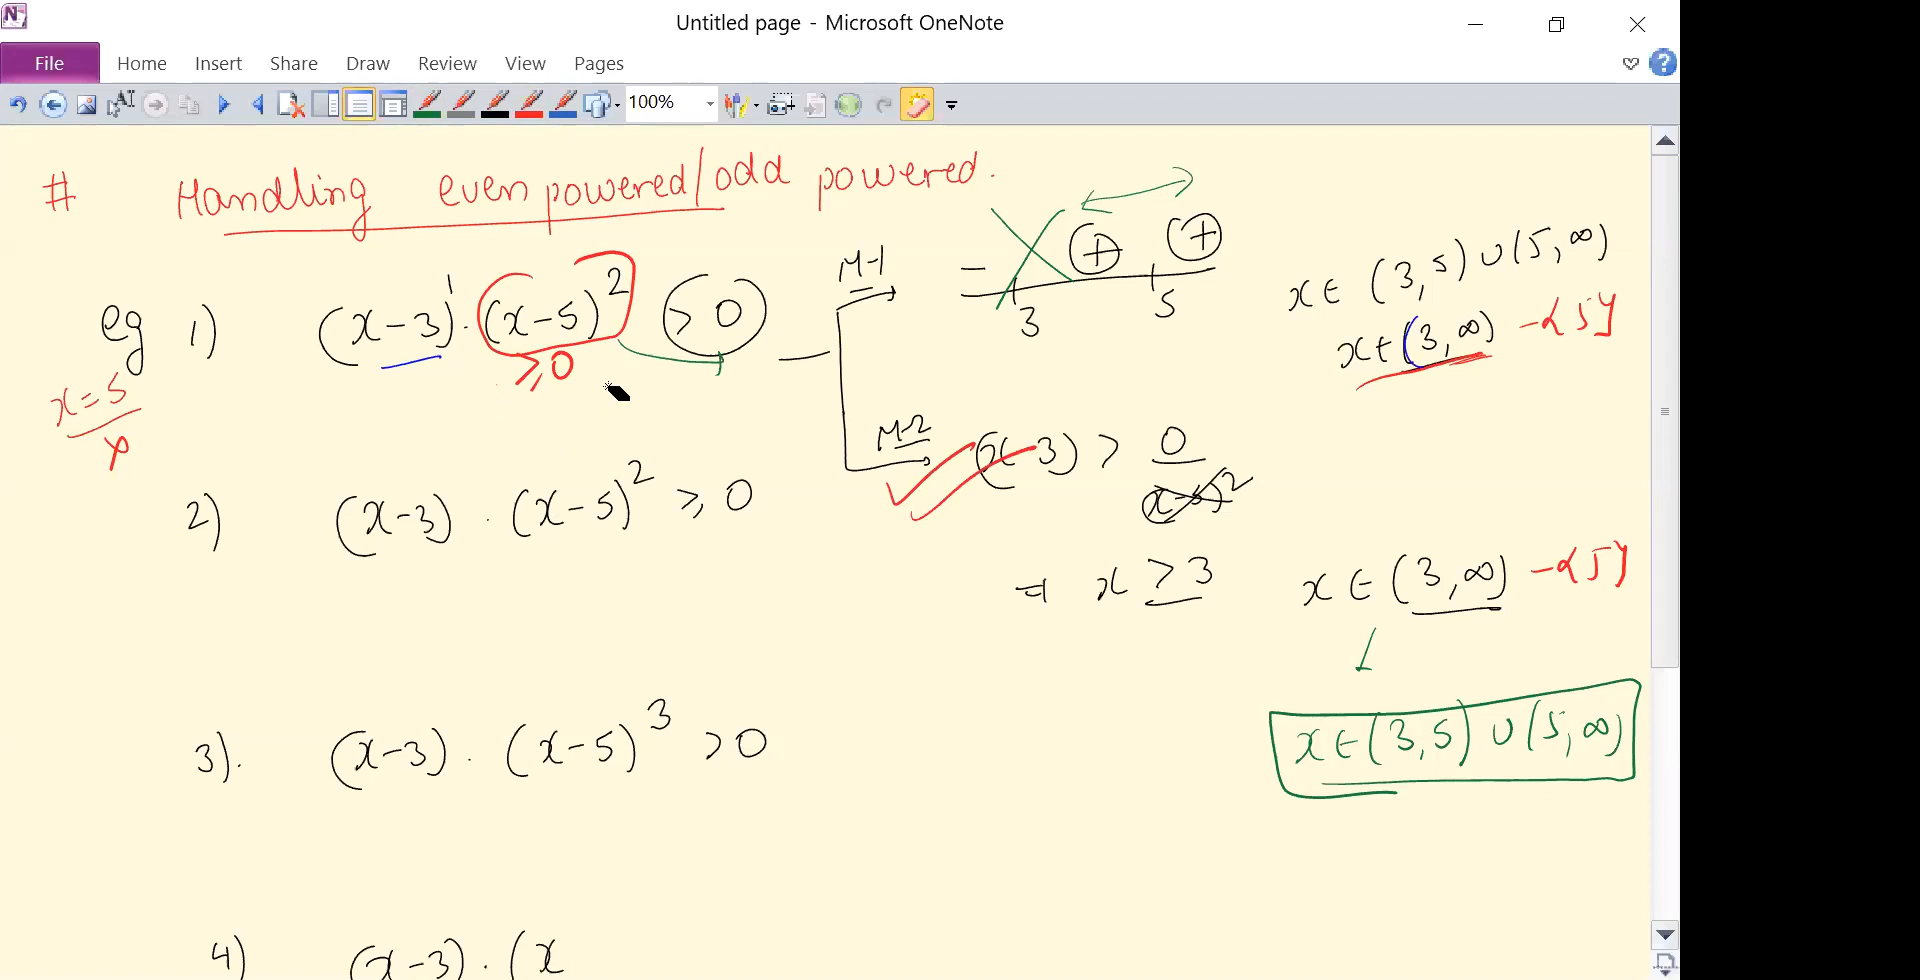 Untitled page - Microsoft OneNote
File Home Insert Share Draw Review View Pages
100%
# Handling even powered/odd powered.
eg 1) (x-3)¹·(x-5)² >0
≥0
x=5
M-1
- + +
3 5
x∈ (3,5) ∪ (5,∞)
x∈ (3,∞) -{5}
M-2 (x-3) > 0
(x-5)²
⇒ x ≥3 x ∈ (3,∞) -{5}
x∈(3,5) ∪ (5,∞)
2) (x-3) · (x-5)² ≥ 0
3). (x-3) · (x-5)³ >0
4) (x-3) · (x